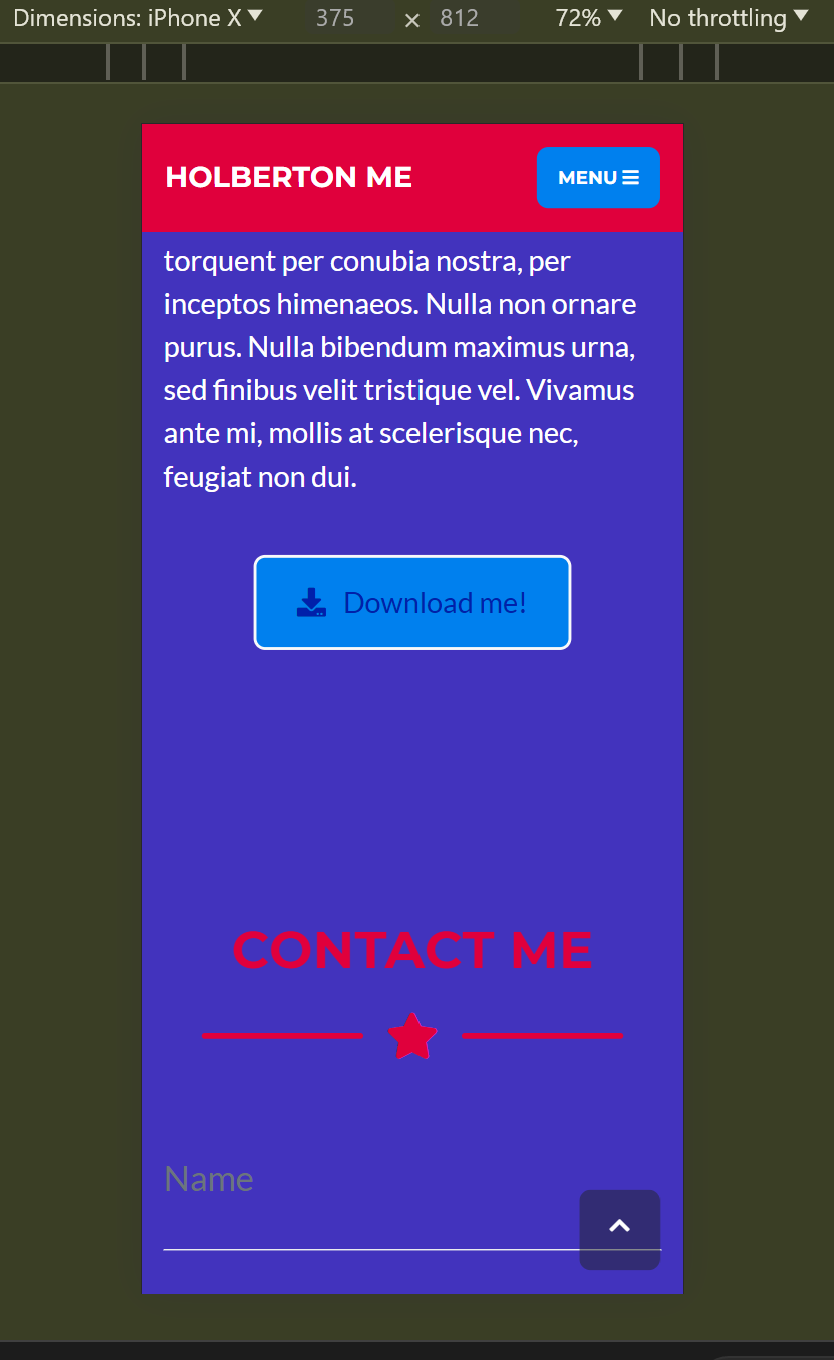 Dimensions: iPhone X 375 × 812 72% No throttling
HOLBERTON ME MENU
torquent per conubia nostra, per
inceptos himenaeos. Nulla non ornare
purus. Nulla bibendum maximus urna,
sed finibus velit tristique vel. Vivamus
ante mi, mollis at scelerisque nec,
feugiat non dui.
Download me!
CONTACT ME
Name